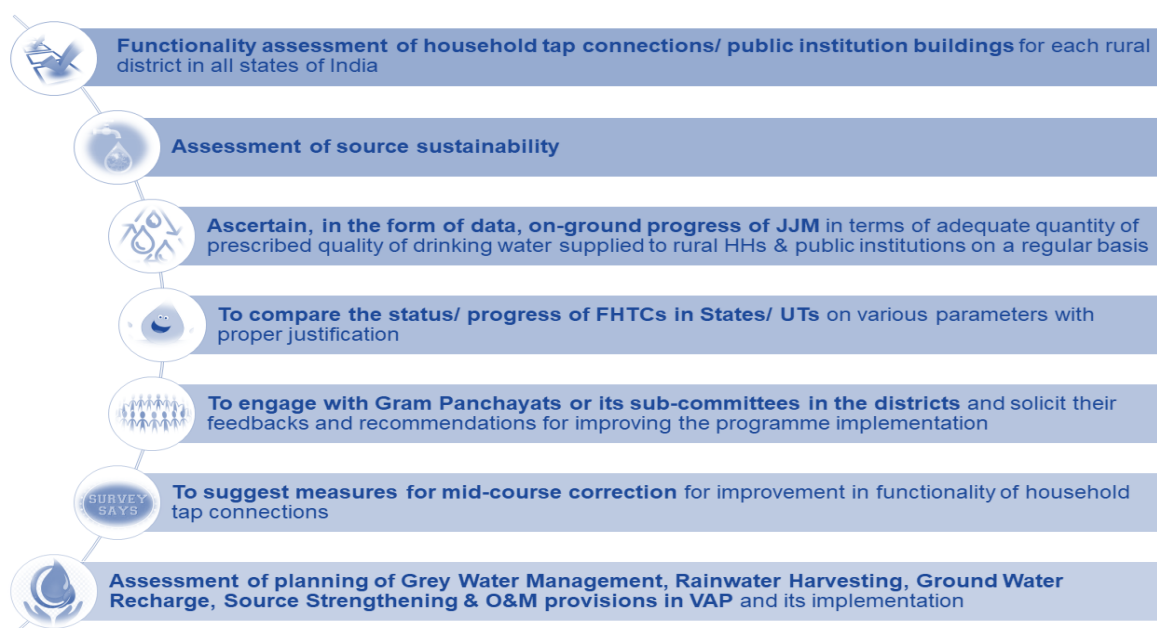 Functionality assessment of household tap connections/ public institution buildings for each rural
district in all states of India
Assessment of source sustainability
Ascertain, in the form of data, on-ground progress of JJM in terms of adequate quantity of
prescribed quality of drinking water supplied to rural HHs & public institutions on a regular basis
To compare the status/ progress of FHTCs in States/ UTs on various parameters with
proper justification
To engage with Gram Panchayats or its sub-committees in the districts and solicit their
feedbacks and recommendations for improving the programme implementation
SURVEY
SAYS
To suggest measures for mid-course correction for improvement in functionality of household
tap connections
Assessment of planning of Grey Water Management, Rainwater Harvesting, Ground Water
Recharge, Source Strengthening & O&M provisions in VAP and its implementation